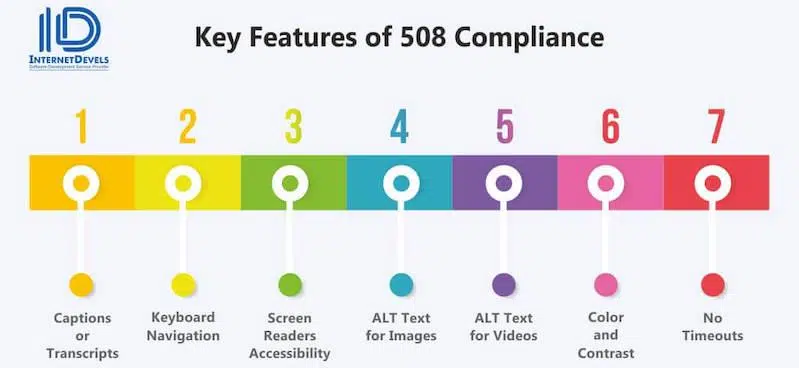 INTERNETDEVELS
Software Development Service Provider
Key Features of 508 Compliance
1 2 3 4 5 6 7
Captions
or
Transcripts
Keyboard
Navigation
Screen
Readers
Accessibility
ALT Text
for Images
ALT Text
for Videos
Color
and
Contrast
No
Timeouts